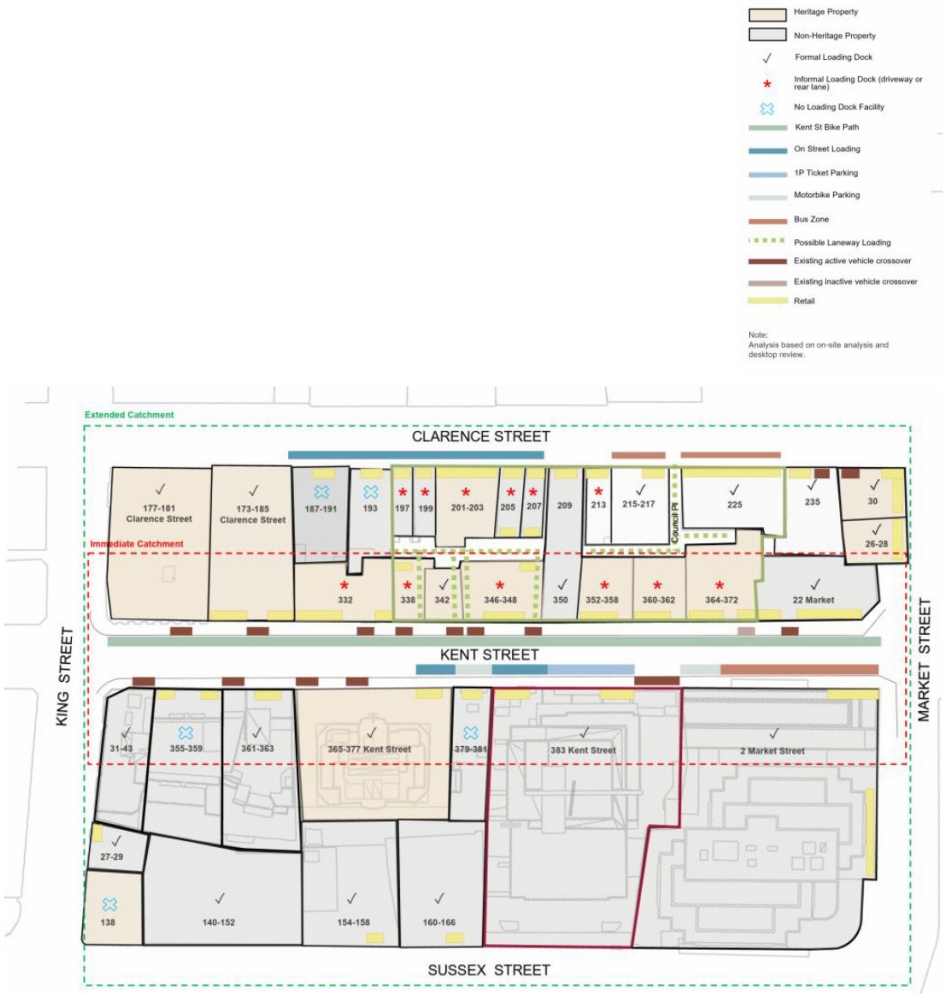 Heritage Property
Non-Heritage Property
Formal Loading Dock
Informal Loading Dock (driveway or
rear lane)
No Loading Dock Facility
Kent St Bike Path
On Street Loading
1P Ticket Parking
Motorbike Parking
Bus Zone
Possible Laneway Loading
Existing active vehicle crossover
Existing inactive vehicle crossover
Retail
Note:
Analysis based on on-site analysis and
desktop review.
Extended Catchment
CLARENCE STREET
177-181
Clarence Street
173-185
Clarence Street
187-191
193
197
199
201-203
205
207
209
213
215-217
Council Pl
225
235
30
26-28
Immediate Catchment
332
338
342
346-348
350
352-358
360-362
364-372
22 Market
KING STREET
KENT STREET
MARKET STREET
31-43
355-359
361-363
365-377 Kent Street
379-381
383 Kent Street
2 Market Street
27-29
138
140-152
154-158
160-166
SUSSEX STREET